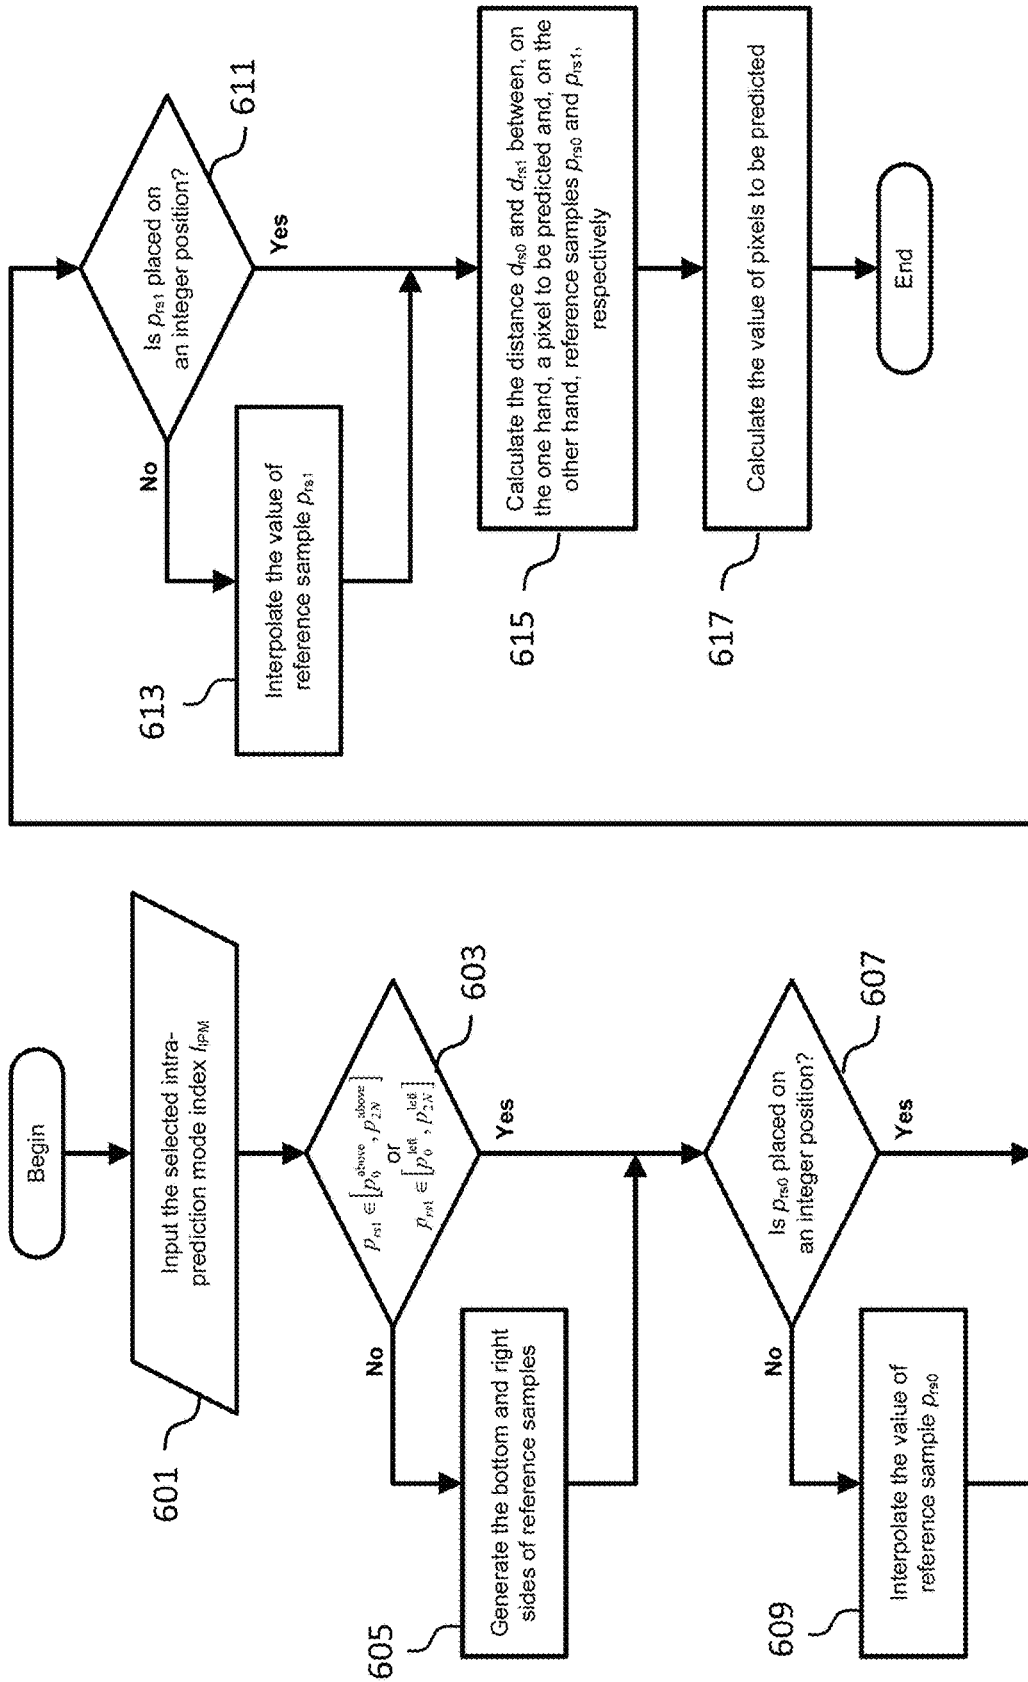 Begin
601
Input the selected intra-
prediction mode index I_IPM
603
p_rs1 ∈ [p_0^above, p_2N^above]
or
p_rs1 ∈ [p_0^left, p_2N^left]
No
Yes
605
Generate the bottom and right
sides of reference samples
607
Is p_rs0 placed on
an integer position?
No
Yes
609
Interpolate the value of
reference sample p_rs0
611
Is p_rs1 placed on
an integer position?
No
Yes
613
Interpolate the value of
reference sample p_rs1
615
Calculate the distance d_rs0 and d_rs1 between, on
the one hand, a pixel to be predicted and, on the
other hand, reference samples p_rs0 and p_rs1,
respectively
617
Calculate the value of pixels to be predicted
End